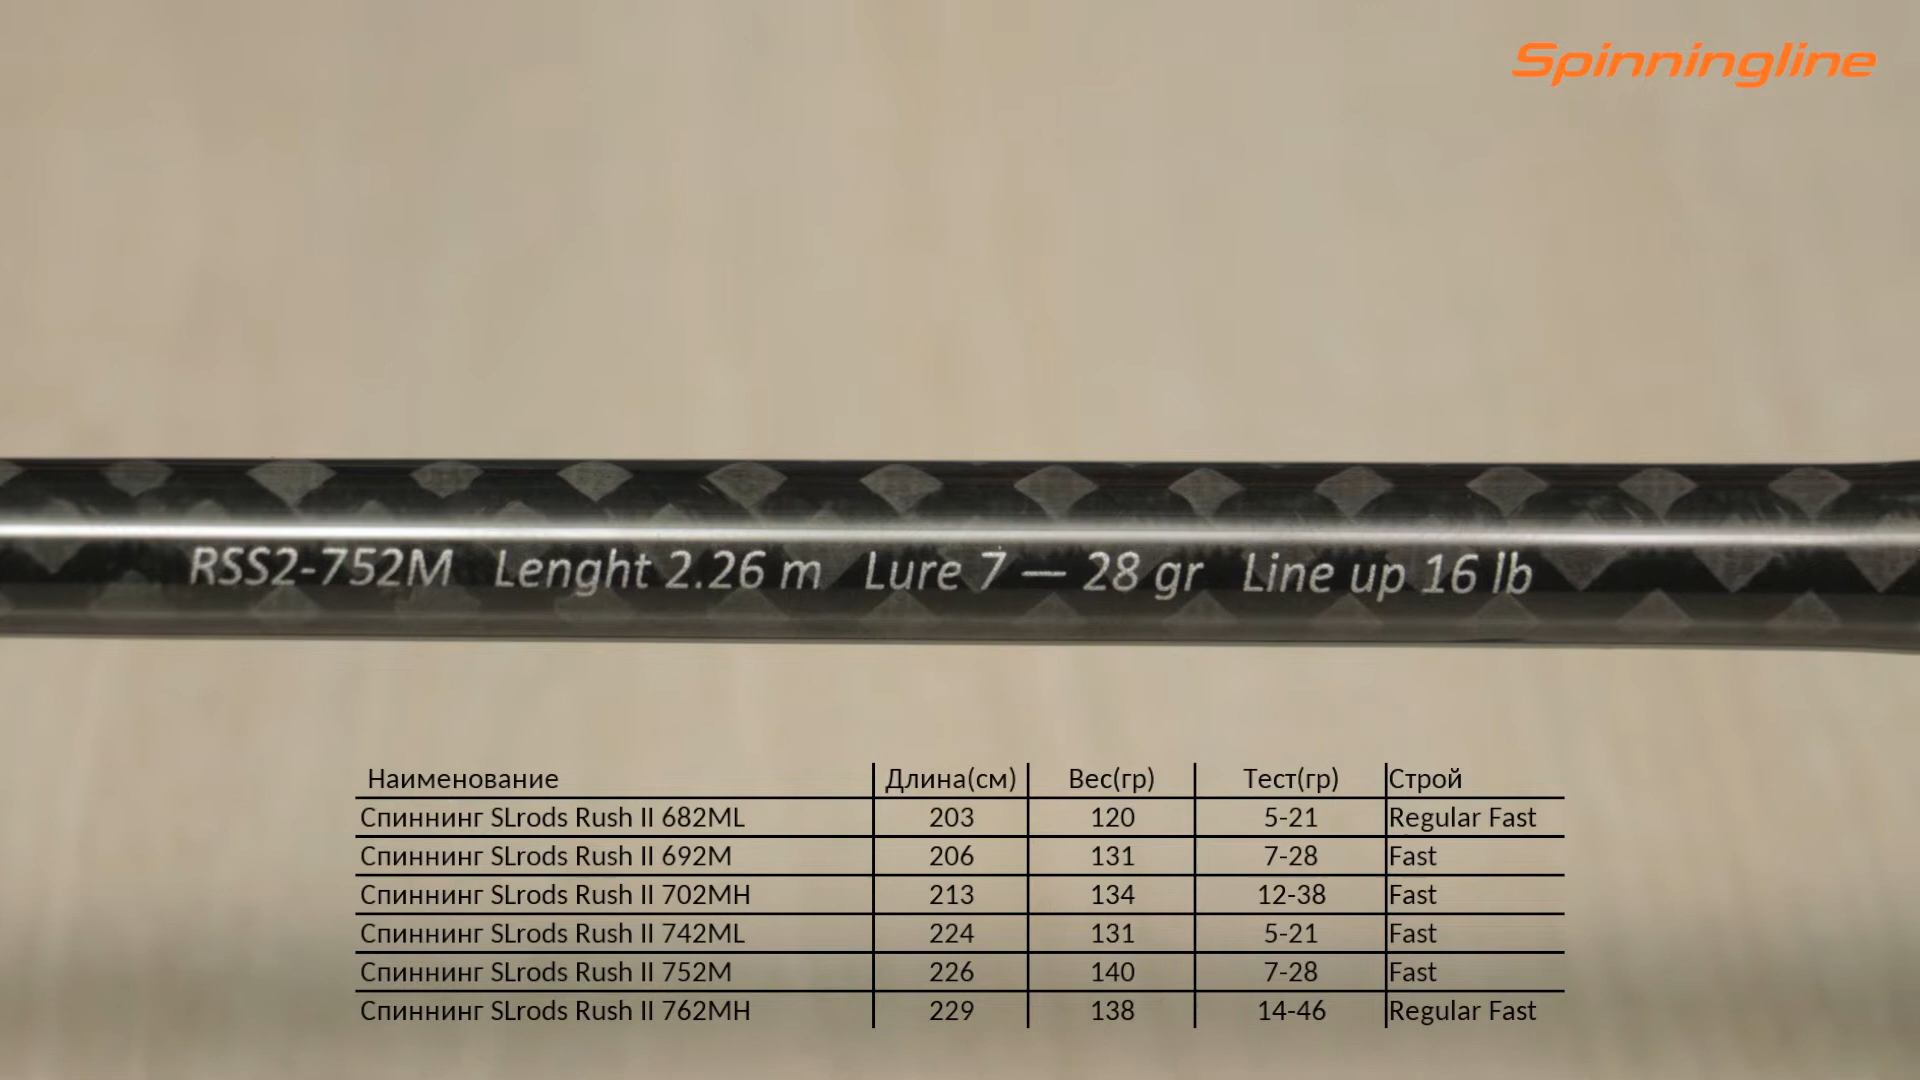 Spinningline
RSS2-752M Lenght 2.26 m Lure 7 — 28 gr Line up 16 lb
Наименование Длина(см) Вес(гр) Тест(гр) Строй
Спиннинг SLrods Rush II 682ML 203 120 5-21 Regular Fast
Спиннинг SLrods Rush II 692M 206 131 7-28 Fast
Спиннинг SLrods Rush II 702MH 213 134 12-38 Fast
Спиннинг SLrods Rush II 742ML 224 131 5-21 Fast
Спиннинг SLrods Rush II 752M 226 140 7-28 Fast
Спиннинг SLrods Rush II 762MH 229 138 14-46 Regular Fast